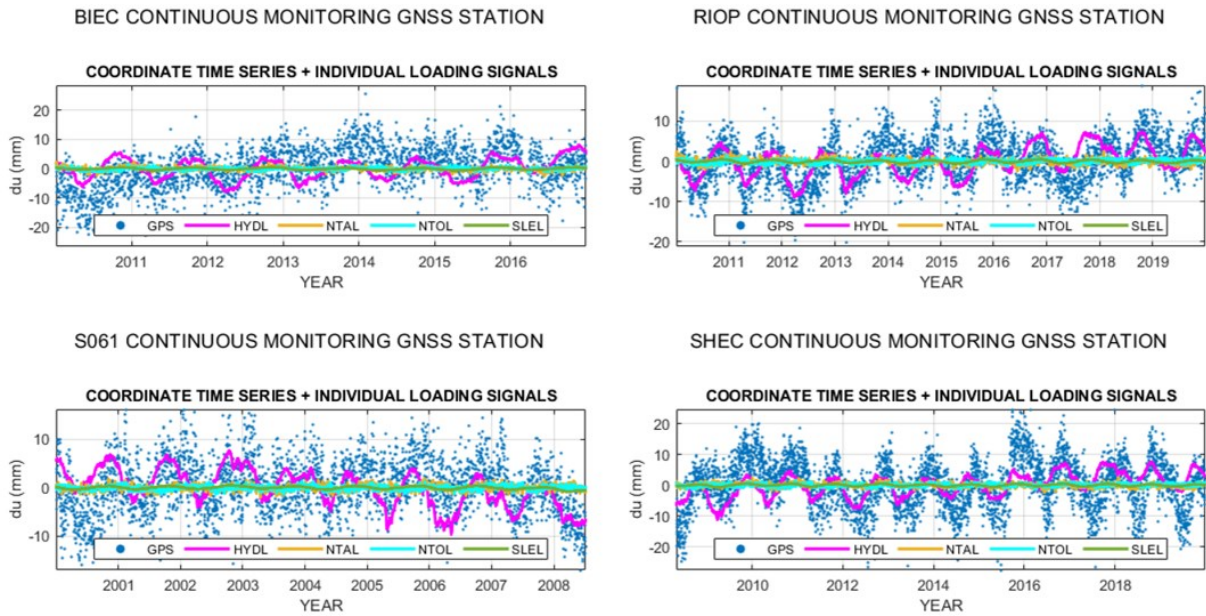 BIEC CONTINUOUS MONITORING GNSS STATION
COORDINATE TIME SERIES + INDIVIDUAL LOADING SIGNALS
du (mm)
20
10
0
-10
-20
GPS HYDL NTAL NTOL SLEL
2011 2012 2013 2014 2015 2016
YEAR
RIOP CONTINUOUS MONITORING GNSS STATION
COORDINATE TIME SERIES + INDIVIDUAL LOADING SIGNALS
du (mm)
10
0
-10
-20
GPS HYDL NTAL NTOL SLEL
2011 2012 2013 2014 2015 2016 2017 2018 2019
YEAR
S061 CONTINUOUS MONITORING GNSS STATION
COORDINATE TIME SERIES + INDIVIDUAL LOADING SIGNALS
du (mm)
10
0
-10
GPS HYDL NTAL NTOL SLEL
2001 2002 2003 2004 2005 2006 2007 2008
YEAR
SHEC CONTINUOUS MONITORING GNSS STATION
COORDINATE TIME SERIES + INDIVIDUAL LOADING SIGNALS
du (mm)
20
10
0
-10
-20
GPS HYDL NTAL NTOL SLEL
2010 2012 2014 2016 2018
YEAR